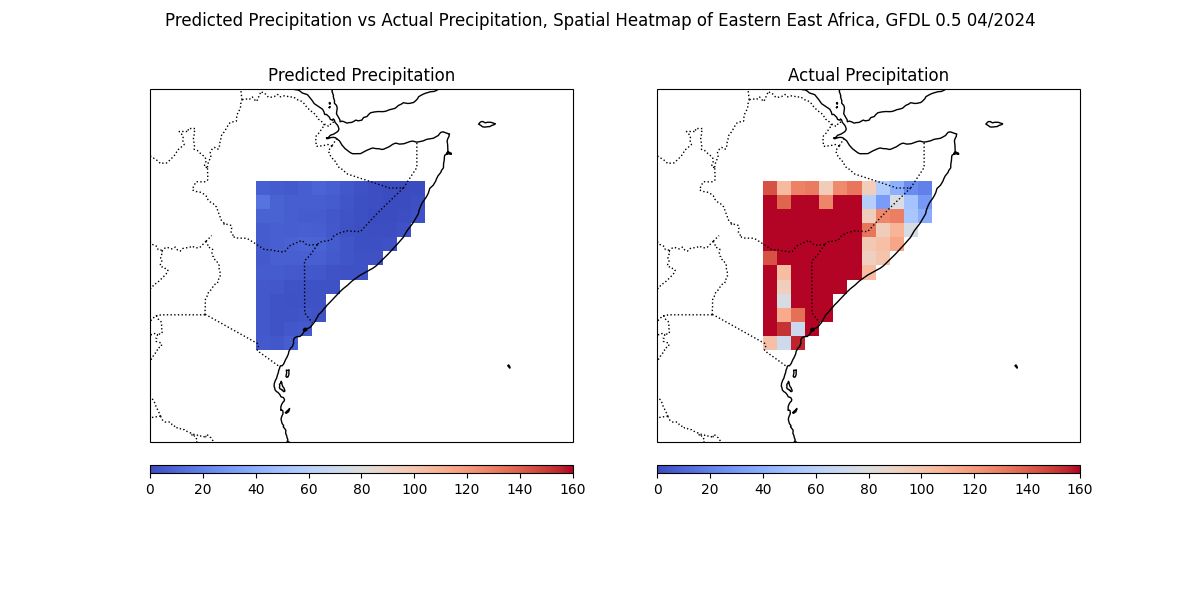 Predicted Precipitation vs Actual Precipitation, Spatial Heatmap of Eastern East Africa, GFDL 0.5 04/2024
Predicted Precipitation
Actual Precipitation
0 20 40 60 80 100 120 140 160
0 20 40 60 80 100 120 140 160